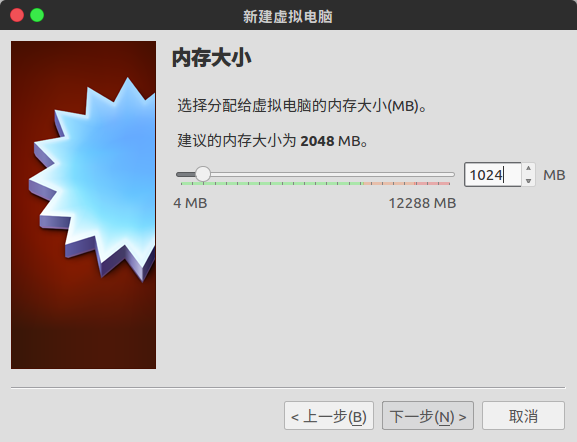 新建虚拟电脑
内存大小
选择分配给虚拟电脑的内存大小(MB)。
建议的内存大小为 2048 MB。
1024 MB
4 MB 12288 MB
< 上一步(B) 下一步(N) > 取消